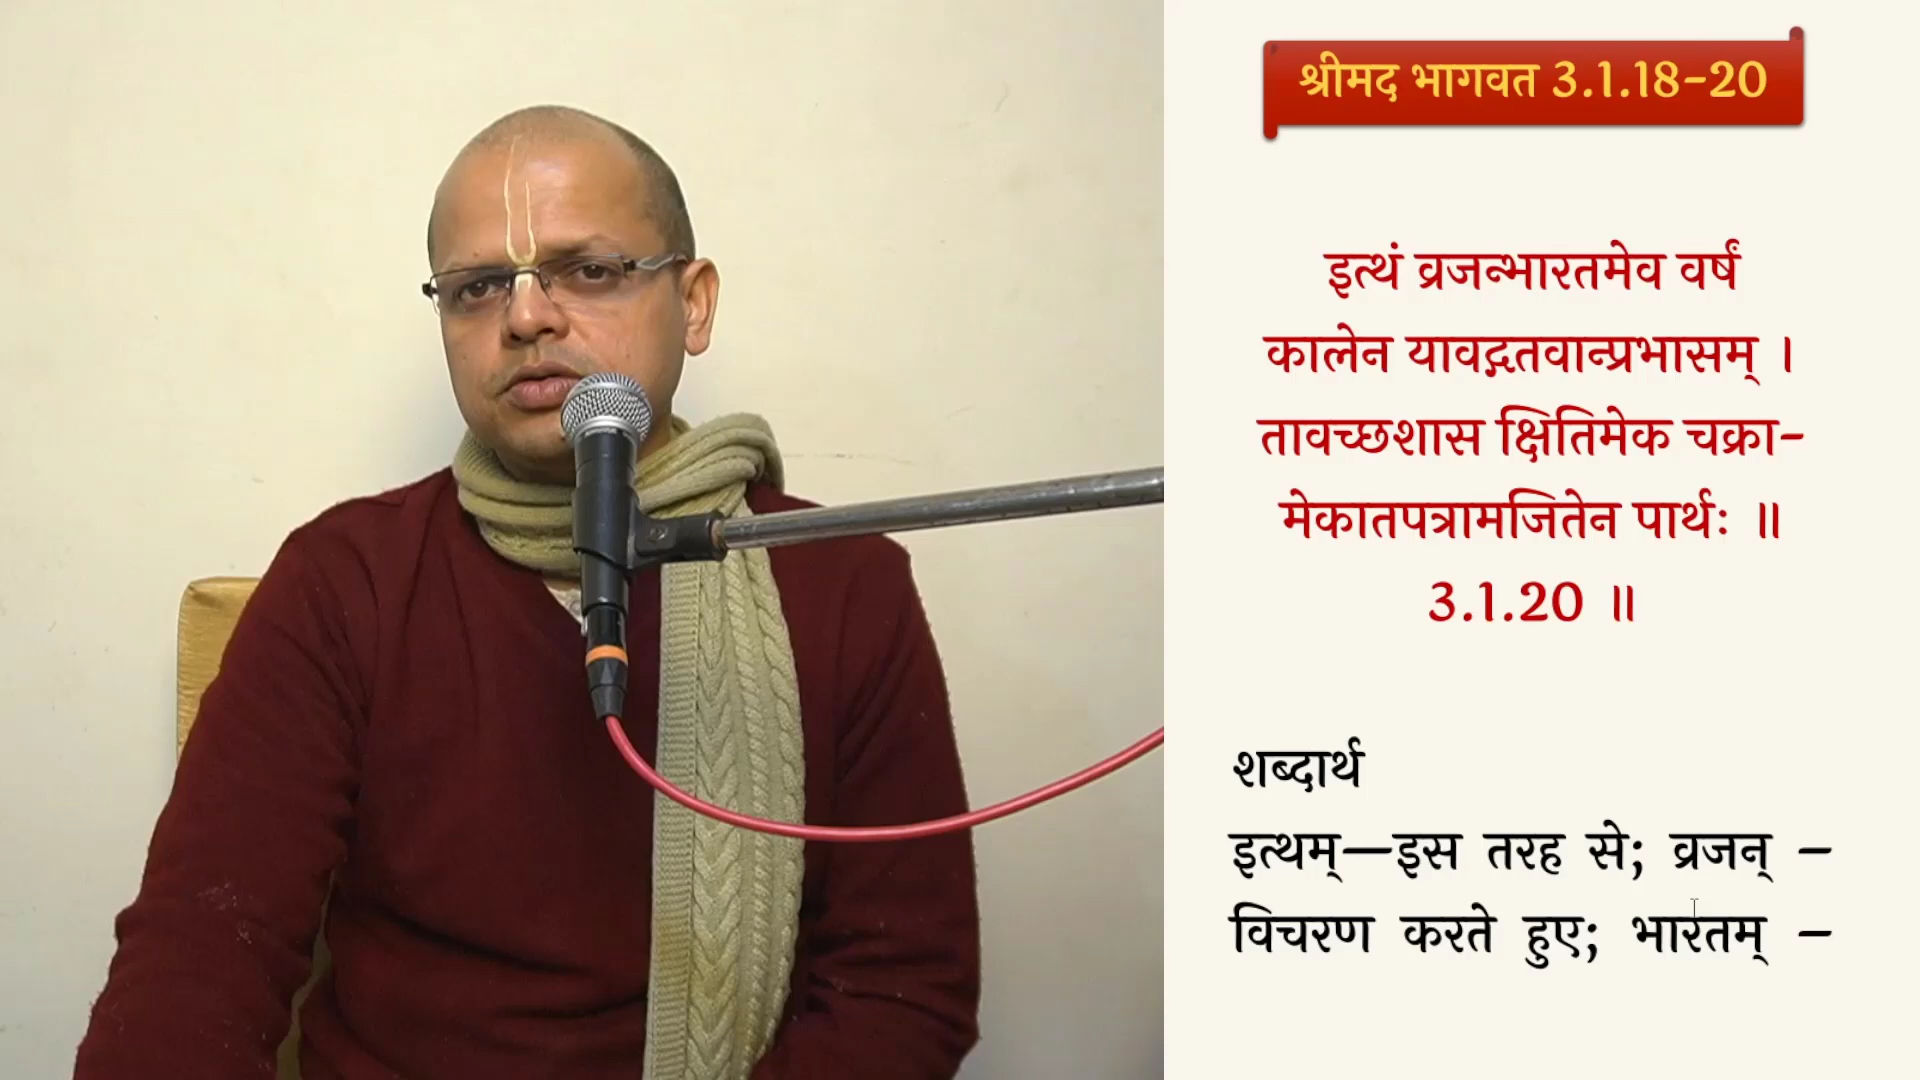 श्रीमद भागवत 3.1.18-20
इत्थं व्रजन्भारतमेव वर्षं
कालेन यावद्गतवान्प्रभासम् ।
तावच्छशास क्षितिमेक चक्रा-
मेकातपत्रामजितेन पार्थः ॥
3.1.20 ॥
शब्दार्थ
इत्थम्—इस तरह से; व्रजन् –
विचरण करते हुए; भारतम् –